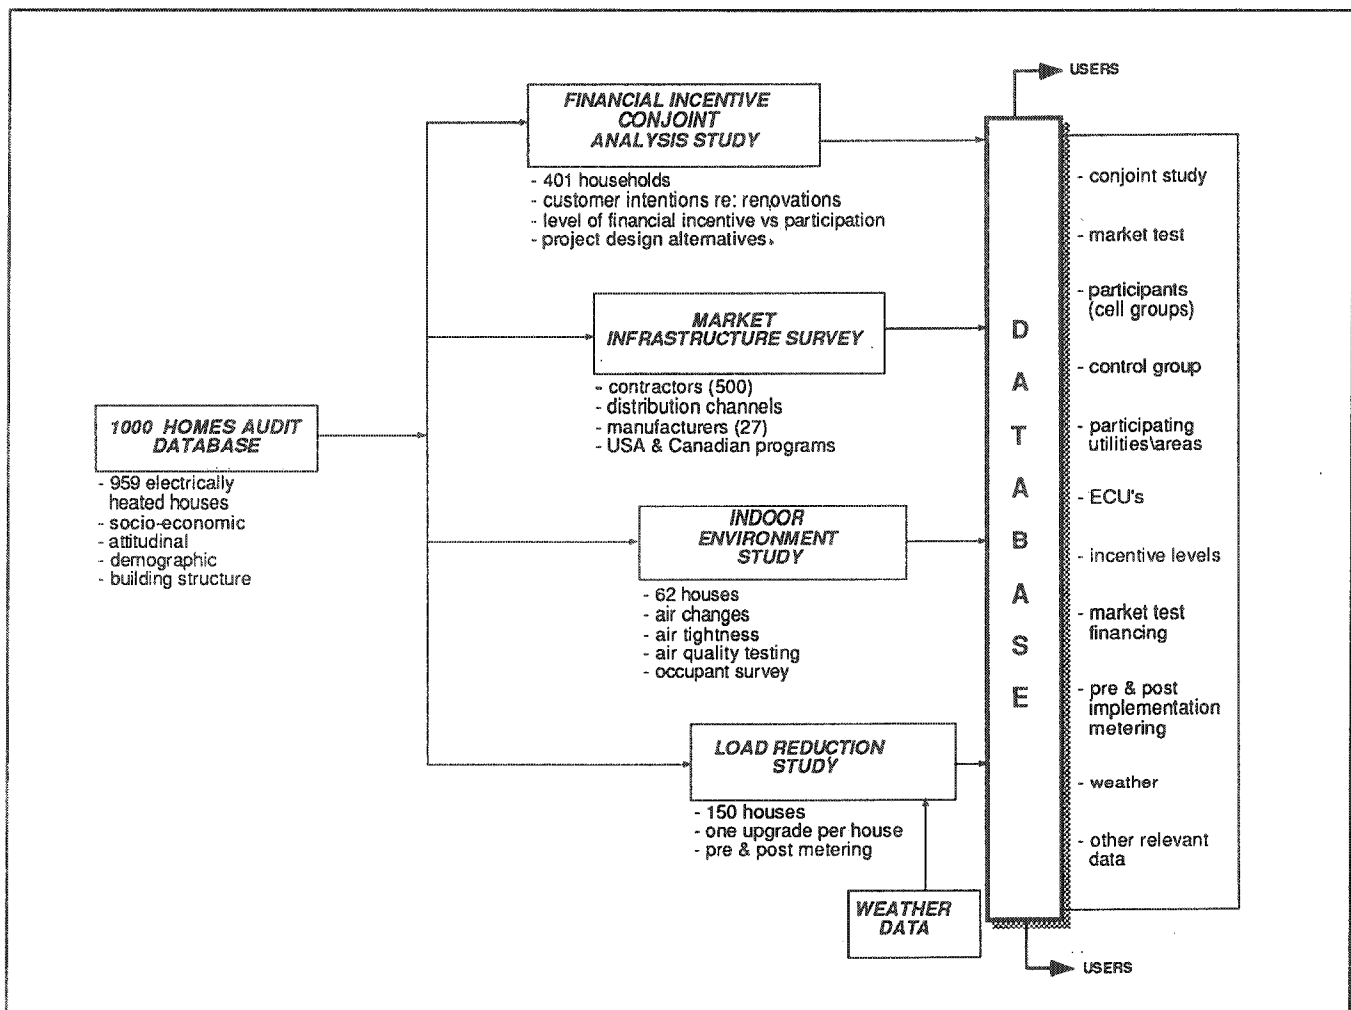 USERS
FINANCIAL INCENTIVE
CONJOINT
ANALYSIS STUDY
- 401 households
- customer intentions re: renovations
- level of financial incentive vs participation
- project design alternatives
MARKET
INFRASTRUCTURE SURVEY
- contractors (500)
- distribution channels
- manufacturers (27)
- USA & Canadian programs
1000 HOMES AUDIT
DATABASE
- 959 electrically
heated houses
- socio-economic
- attitudinal
- demographic
- building structure
INDOOR
ENVIRONMENT
STUDY
- 62 houses
- air changes
- air tightness
- air quality testing
- occupant survey
LOAD REDUCTION
STUDY
- 150 houses
- one upgrade per house
- pre & post metering
WEATHER
DATA
D
A
T
A
B
A
S
E
- conjoint study
- market test
- participants
(cell groups)
- control group
- participating
utilities\areas
- ECU's
- incentive levels
- market test
financing
- pre & post
implementation
metering
- weather
- other relevant
data
USERS